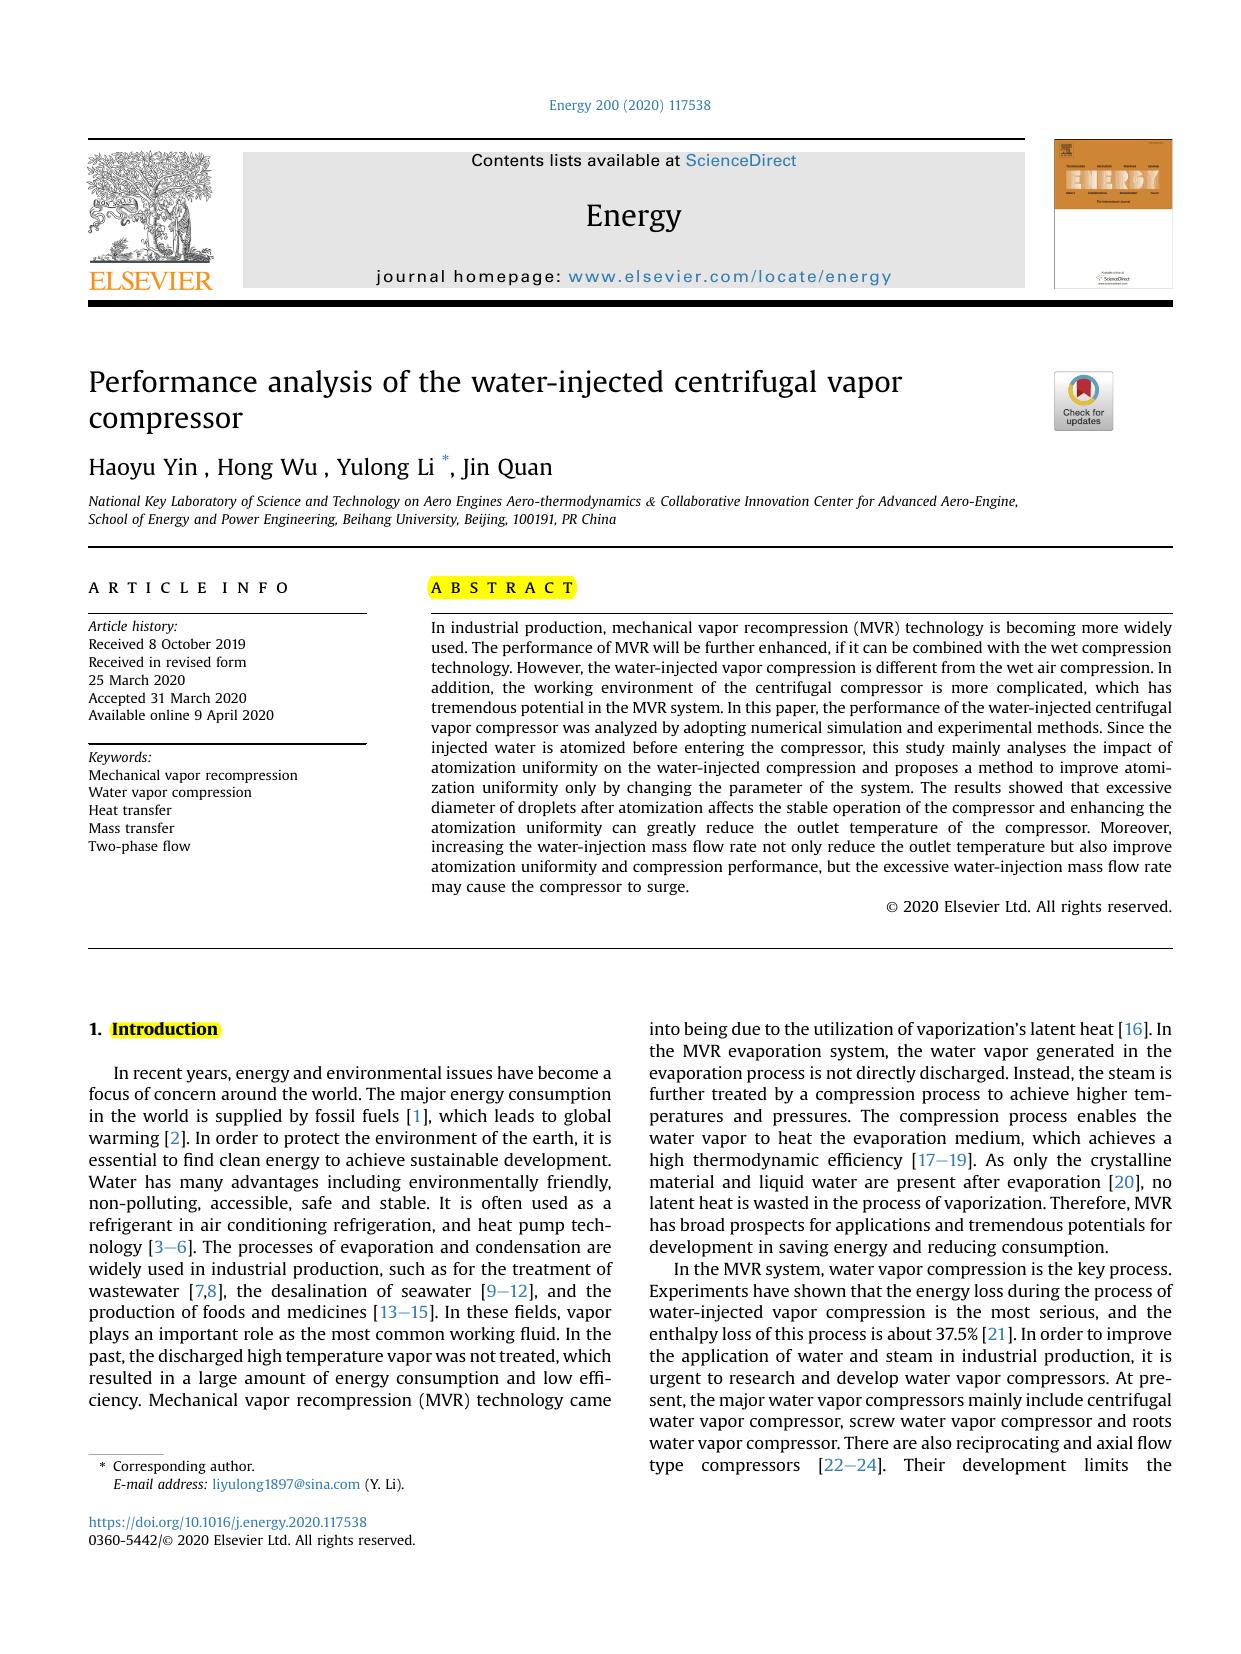 Energy 200 (2020) 117538
Contents lists available at ScienceDirect
Energy
journal homepage: www.elsevier.com/locate/energy
ELSEVIER
ENERGY
ScienceDirect
Performance analysis of the water-injected centrifugal vapor
compressor
Check for
updates
Haoyu Yin , Hong Wu , Yulong Li *, Jin Quan
National Key Laboratory of Science and Technology on Aero Engines Aero-thermodynamics & Collaborative Innovation Center for Advanced Aero-Engine,
School of Energy and Power Engineering, Beihang University, Beijing, 100191, PR China
ARTICLE INFO
Article history:
Received 8 October 2019
Received in revised form
25 March 2020
Accepted 31 March 2020
Available online 9 April 2020
Keywords:
Mechanical vapor recompression
Water vapor compression
Heat transfer
Mass transfer
Two-phase flow
ABSTRACT
In industrial production, mechanical vapor recompression (MVR) technology is becoming more widely
used. The performance of MVR will be further enhanced, if it can be combined with the wet compression
technology. However, the water-injected vapor compression is different from the wet air compression. In
addition, the working environment of the centrifugal compressor is more complicated, which has
tremendous potential in the MVR system. In this paper, the performance of the water-injected centrifugal
vapor compressor was analyzed by adopting numerical simulation and experimental methods. Since the
injected water is atomized before entering the compressor, this study mainly analyses the impact of
atomization uniformity on the water-injected compression and proposes a method to improve atomi-
zation uniformity only by changing the parameter of the system. The results showed that excessive
diameter of droplets after atomization affects the stable operation of the compressor and enhancing the
atomization uniformity can greatly reduce the outlet temperature of the compressor. Moreover,
increasing the water-injection mass flow rate not only reduce the outlet temperature but also improve
atomization uniformity and compression performance, but the excessive water-injection mass flow rate
may cause the compressor to surge.
© 2020 Elsevier Ltd. All rights reserved.
1. Introduction
In recent years, energy and environmental issues have become a
focus of concern around the world. The major energy consumption
in the world is supplied by fossil fuels [1], which leads to global
warming [2]. In order to protect the environment of the earth, it is
essential to find clean energy to achieve sustainable development.
Water has many advantages including environmentally friendly,
non-polluting, accessible, safe and stable. It is often used as a
refrigerant in air conditioning refrigeration, and heat pump tech-
nology [3–6]. The processes of evaporation and condensation are
widely used in industrial production, such as for the treatment of
wastewater [7,8], the desalination of seawater [9–12], and the
production of foods and medicines [13–15]. In these fields, vapor
plays an important role as the most common working fluid. In the
past, the discharged high temperature vapor was not treated, which
resulted in a large amount of energy consumption and low effi-
ciency. Mechanical vapor recompression (MVR) technology came
into being due to the utilization of vaporization's latent heat [16]. In
the MVR evaporation system, the water vapor generated in the
evaporation process is not directly discharged. Instead, the steam is
further treated by a compression process to achieve higher tem-
peratures and pressures. The compression process enables the
water vapor to heat the evaporation medium, which achieves a
high thermodynamic efficiency [17–19]. As only the crystalline
material and liquid water are present after evaporation [20], no
latent heat is wasted in the process of vaporization. Therefore, MVR
has broad prospects for applications and tremendous potentials for
development in saving energy and reducing consumption.
In the MVR system, water vapor compression is the key process.
Experiments have shown that the energy loss during the process of
water-injected vapor compression is the most serious, and the
enthalpy loss of this process is about 37.5% [21]. In order to improve
the application of water and steam in industrial production, it is
urgent to research and develop water vapor compressors. At pre-
sent, the major water vapor compressors mainly include centrifugal
water vapor compressor, screw water vapor compressor and roots
water vapor compressor. There are also reciprocating and axial flow
type compressors [22–24]. Their development limits the
* Corresponding author.
E-mail address: liyulong1897@sina.com (Y. Li).
https://doi.org/10.1016/j.energy.2020.117538
0360-5442/© 2020 Elsevier Ltd. All rights reserved.